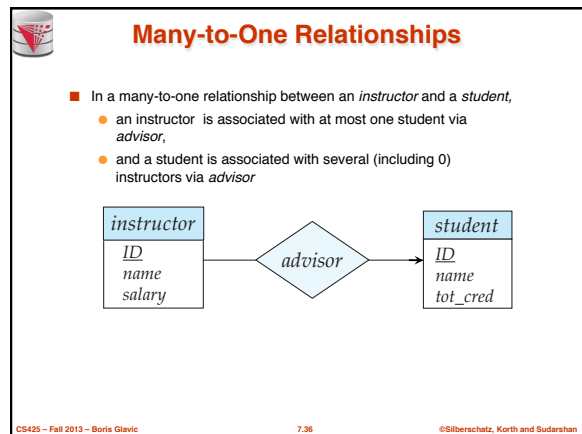 Many-to-One Relationships
In a many-to-one relationship between an instructor and a student,
an instructor is associated with at most one student via
advisor,
and a student is associated with several (including 0)
instructors via advisor
instructor
ID
name
salary
advisor
student
ID
name
tot_cred
CS425 – Fall 2013 – Boris Glavic
7.36
©Silberschatz, Korth and Sudarshan